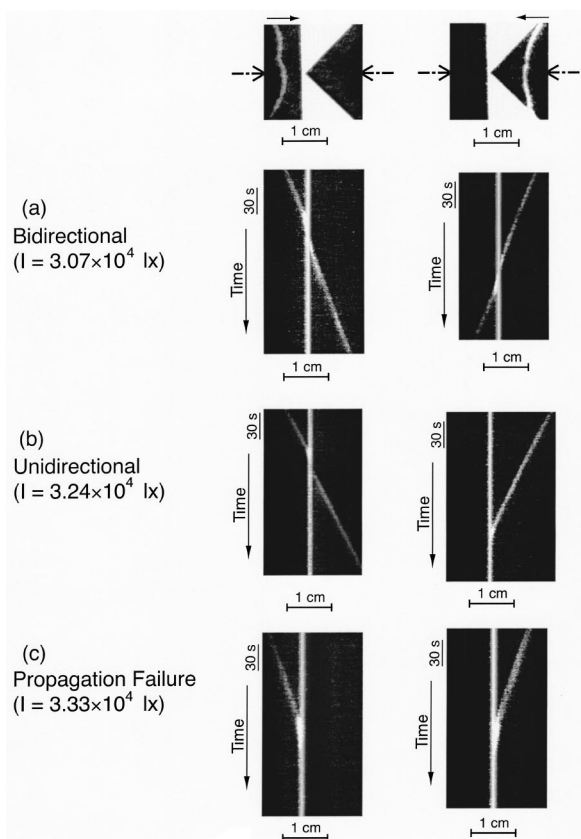 1 cm
1 cm
(a)
Bidirectional
(I = 3.07×10⁴ lx)
30 s
Time
1 cm
30 s
Time
1 cm
(b)
Unidirectional
(I = 3.24×10⁴ lx)
30 s
Time
1 cm
30 s
Time
1 cm
(c)
Propagation Failure
(I = 3.33×10⁴ lx)
30 s
Time
1 cm
30 s
Time
1 cm